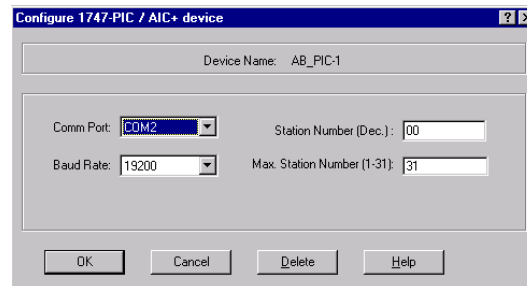 Configure 1747-PIC / AIC+ device
Device Name: AB_PIC-1
Comm Port: COM2 Station Number (Dec.) : 00
Baud Rate: 19200 Max. Station Number (1-31): 31
OK Cancel Delete Help